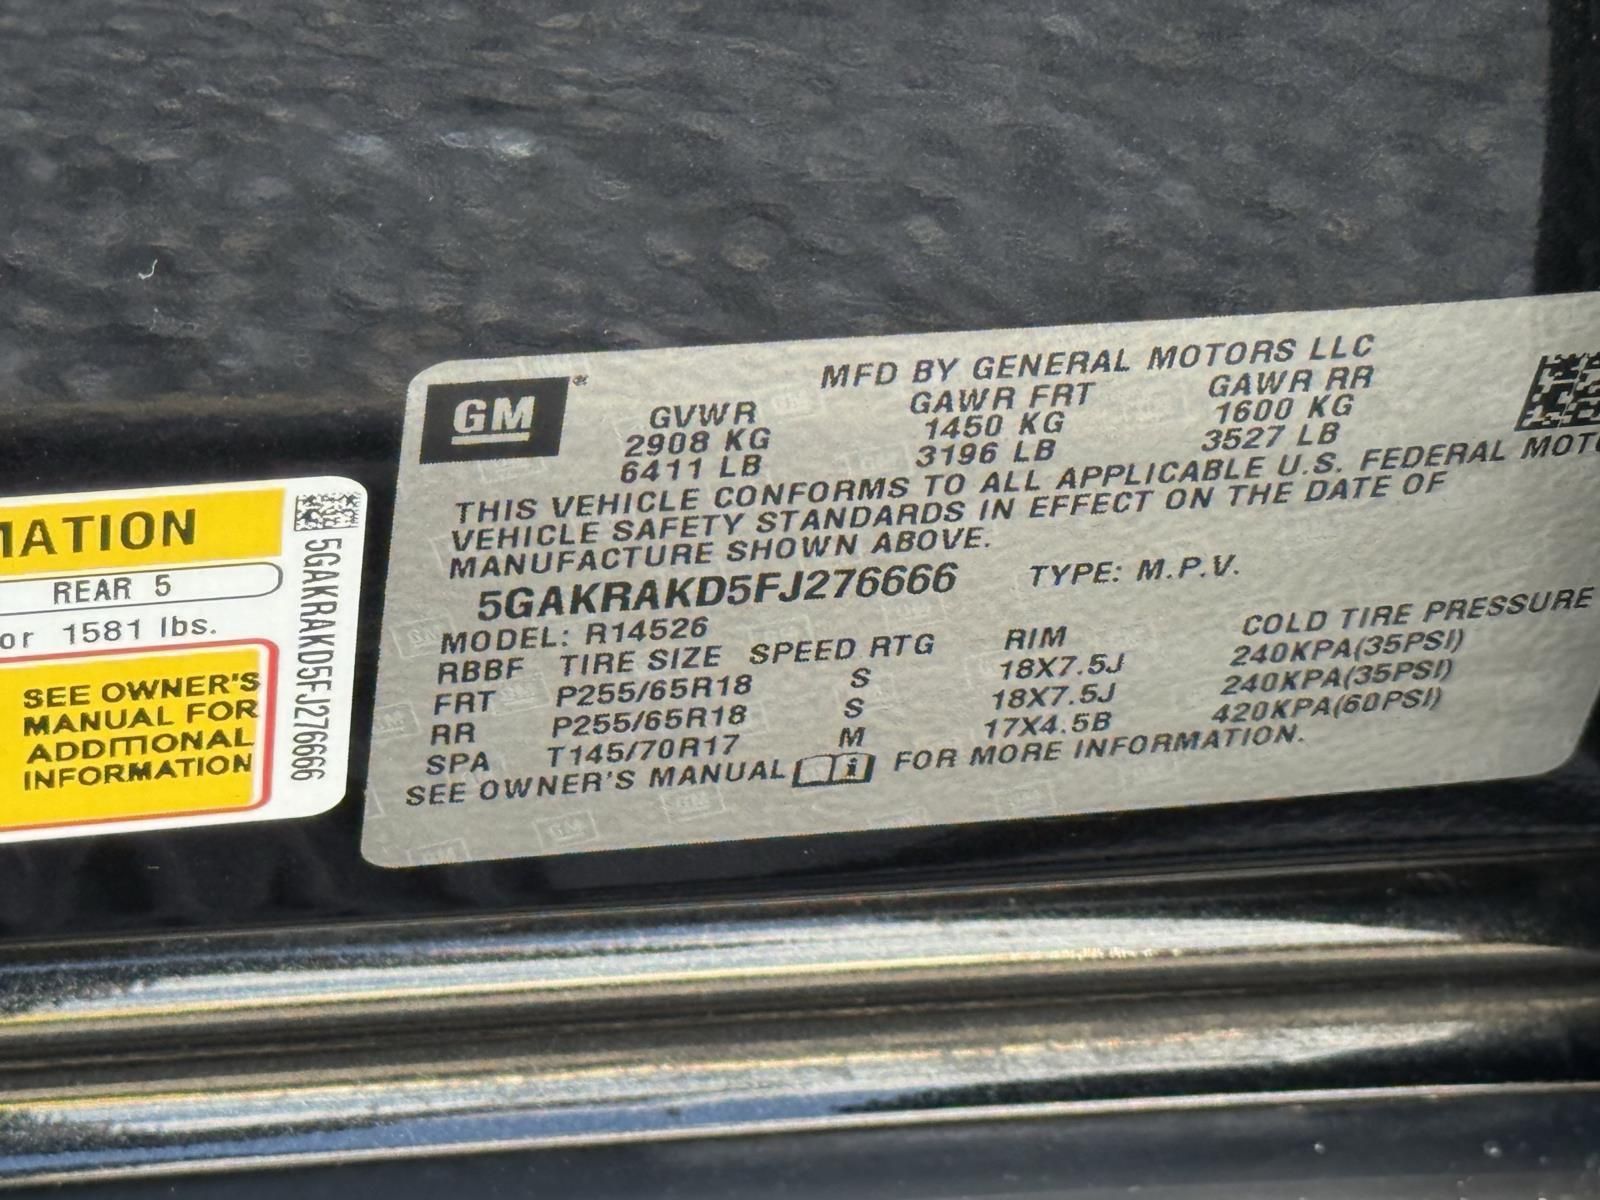 MATION
REAR 5
or 1581 lbs.
SEE OWNER'S
MANUAL FOR
ADDITIONAL
INFORMATION
5GAKRAKD5FJ276666
GM
MFD BY GENERAL MOTORS LLC
GVWR GAWR FRT GAWR RR
2908 KG 1450 KG 1600 KG
6411 LB 3196 LB 3527 LB
THIS VEHICLE CONFORMS TO ALL APPLICABLE U.S. FEDERAL MOTO
VEHICLE SAFETY STANDARDS IN EFFECT ON THE DATE OF
MANUFACTURE SHOWN ABOVE.
5GAKRAKD5FJ276666 TYPE: M.P.V.
MODEL: R14526
RBBF TIRE SIZE SPEED RTG RIM COLD TIRE PRESSURE
FRT P255/65R18 S 18X7.5J 240KPA(35PSI)
RR P255/65R18 S 18X7.5J 240KPA(35PSI)
SPA T145/70R17 M 17X4.5B 420KPA(60PSI)
SEE OWNER'S MANUAL FOR MORE INFORMATION.